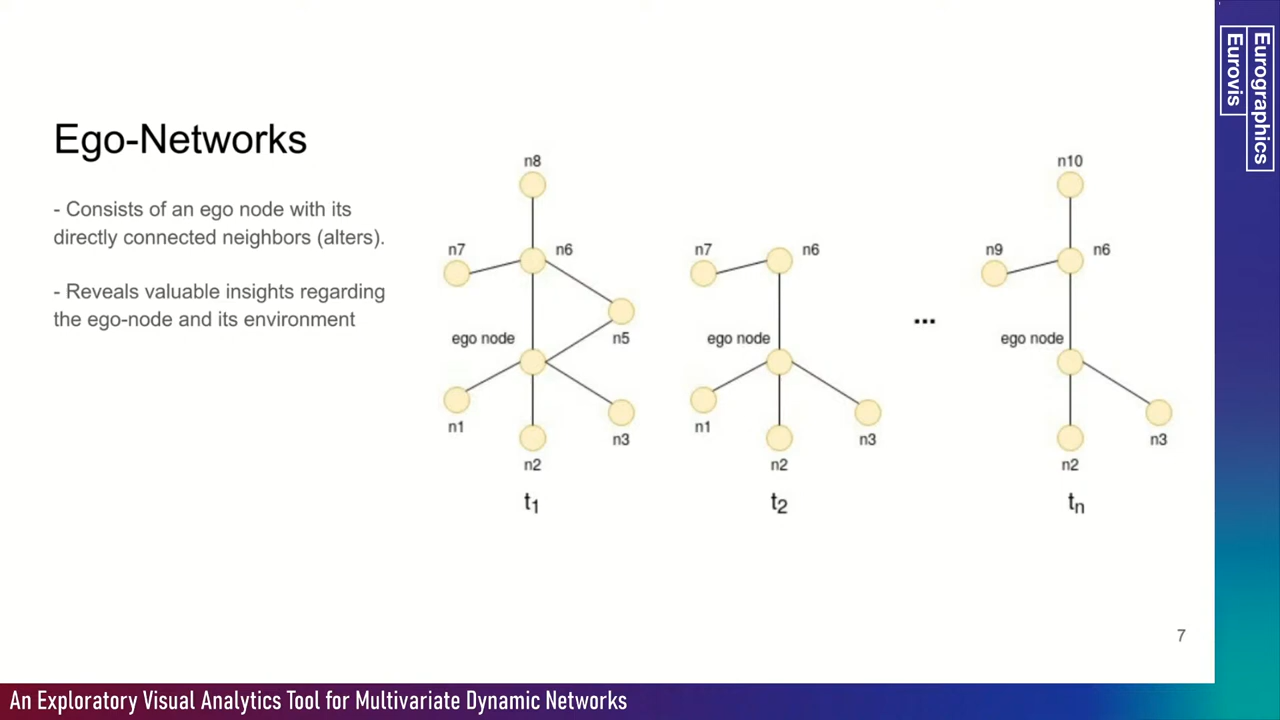 Ego-Networks
- Consists of an ego node with its
directly connected neighbors (alters).
- Reveals valuable insights regarding
the ego-node and its environment
n8
n7
n6
ego node
n5
n1
n3
n2
t1
n7
n6
ego node
n1
n3
n2
t2
...
n10
n9
n6
ego node
n3
n2
tn
7
Eurographics
Eurovis
An Exploratory Visual Analytics Tool for Multivariate Dynamic Networks